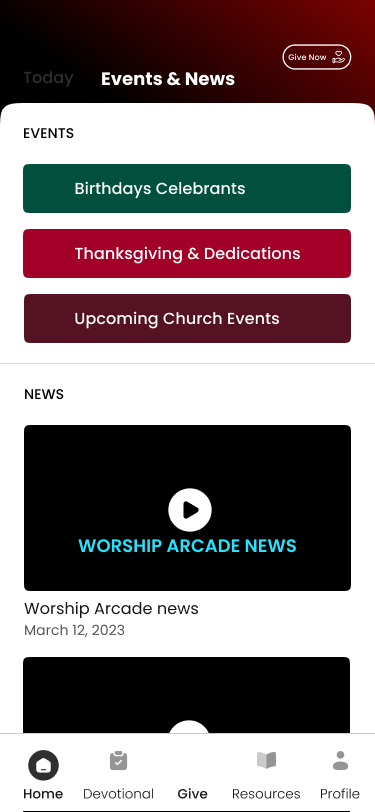 Today
Events & News
Give Now
EVENTS
Birthdays Celebrants
Thanksgiving & Dedications
Upcoming Church Events
NEWS
WORSHIP ARCADE NEWS
Worship Arcade news
March 12, 2023
Home
Devotional
Give
Resources
Profile